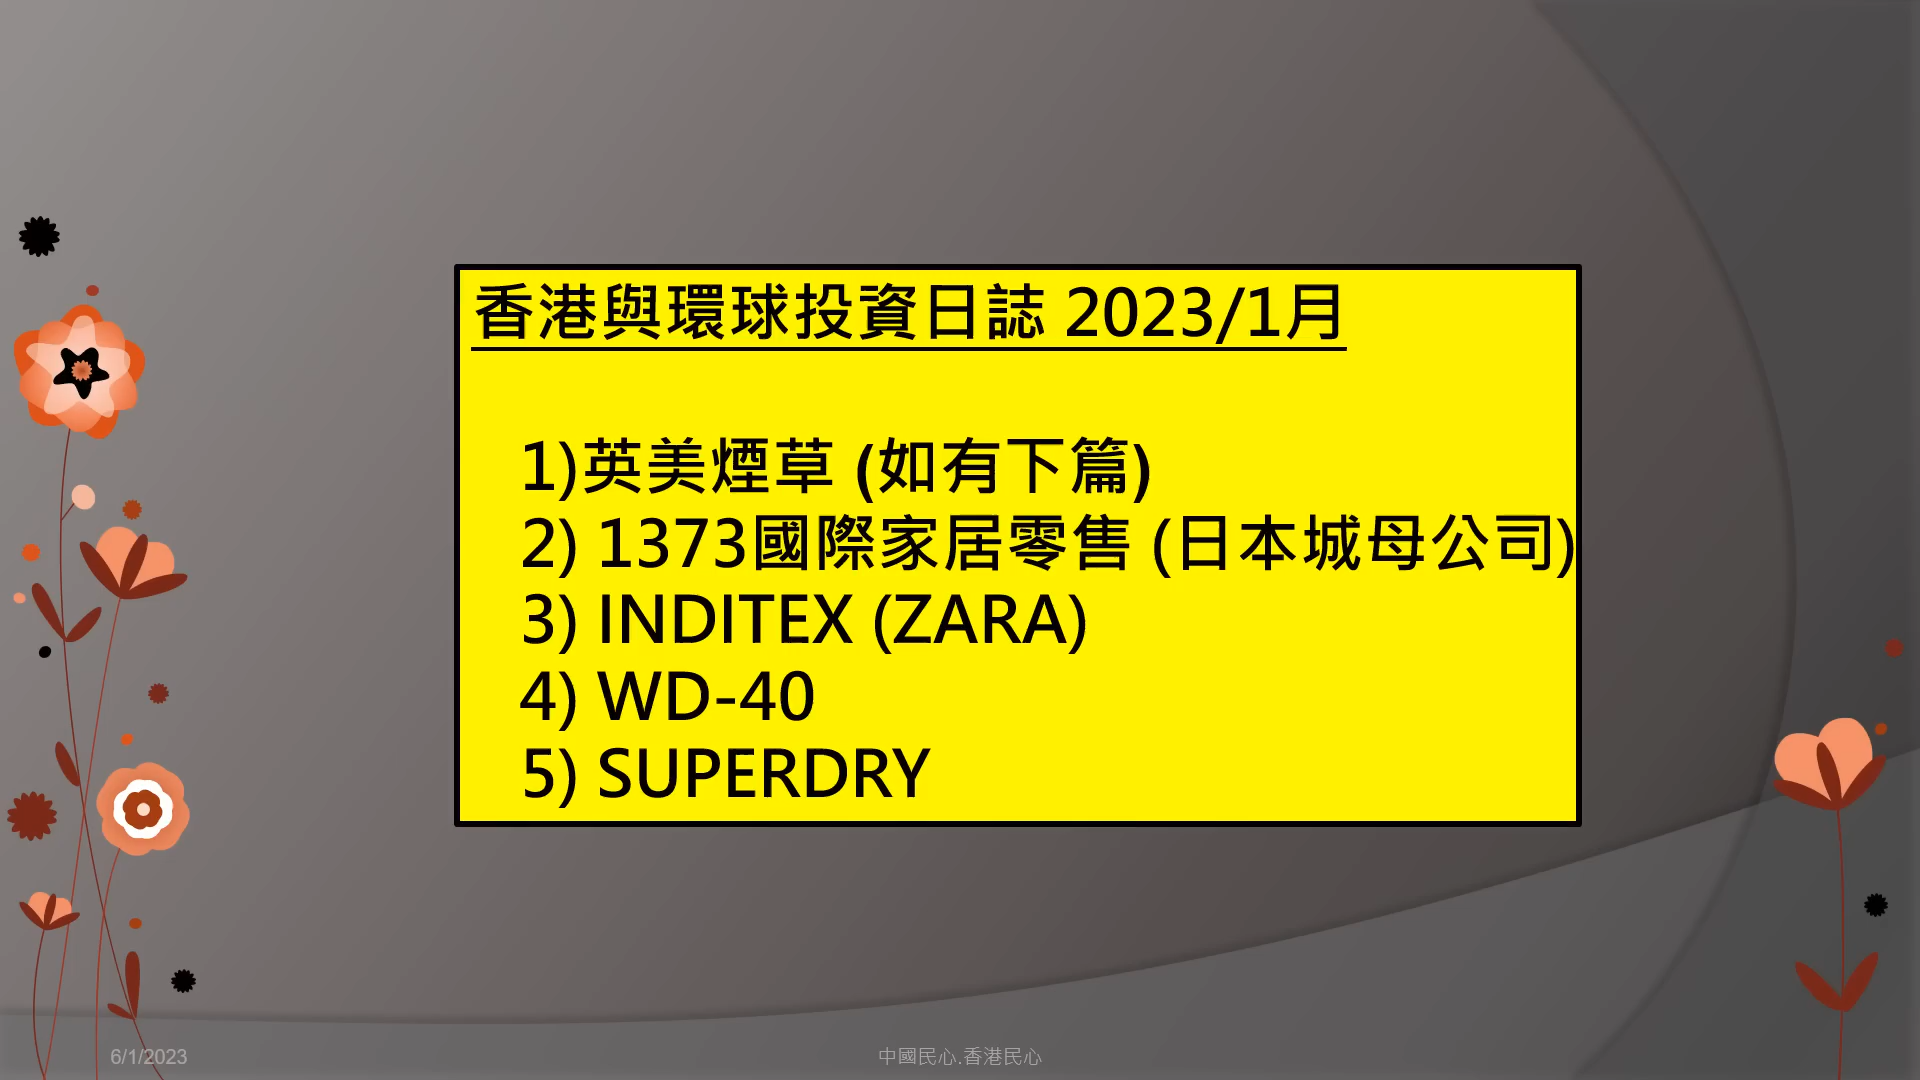 香港與環球投資日誌 2023/1月
1)英美煙草 (如有下篇)
2) 1373國際家居零售 (日本城母公司)
3) INDITEX (ZARA)
4) WD-40
5) SUPERDRY
6/1/2023
中國民心.香港民心